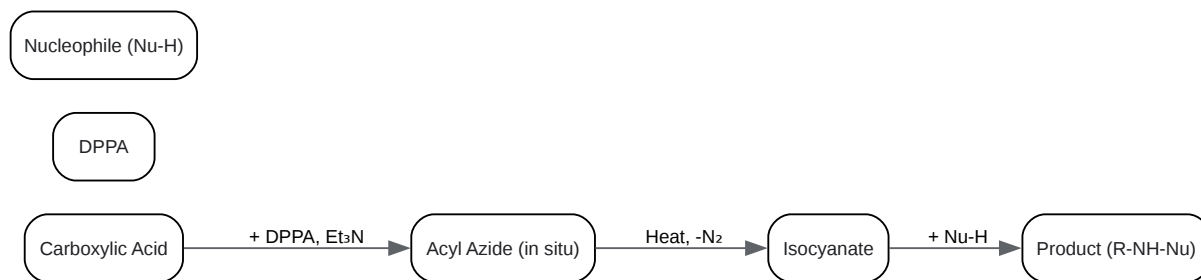 Nucleophile (Nu-H)
DPPA
Carboxylic Acid
+ DPPA, Et₃N
Acyl Azide (in situ)
Heat, -N₂
Isocyanate
+ Nu-H
Product (R-NH-Nu)